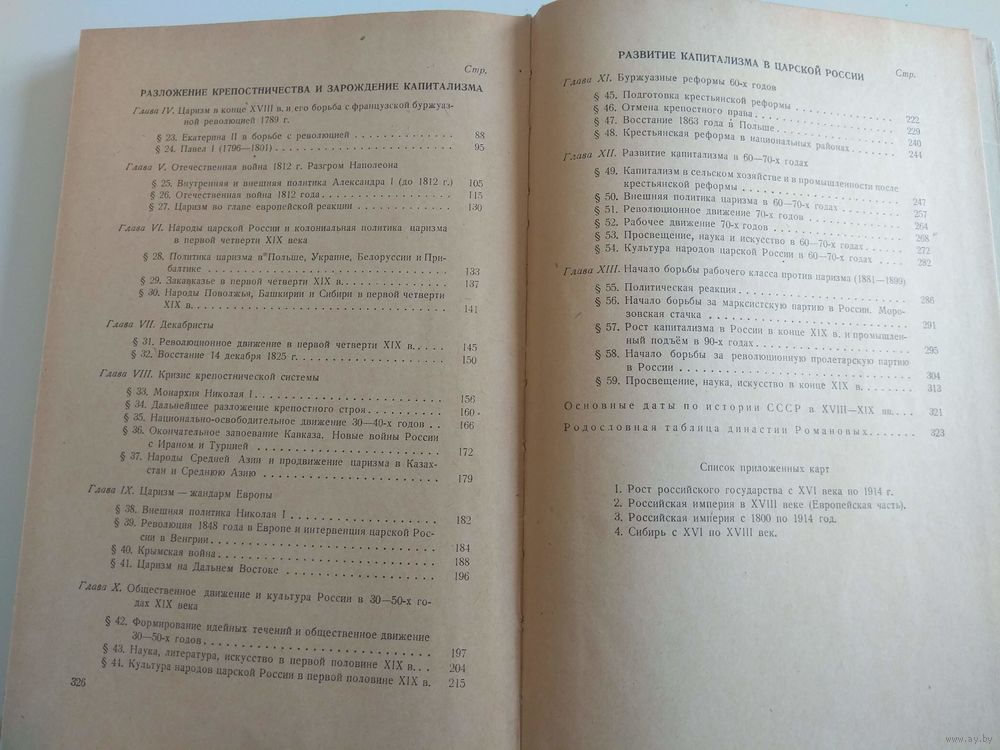 Стр.
РАЗЛОЖЕНИЕ КРЕПОСТНИЧЕСТВА И ЗАРОЖДЕНИЕ КАПИТАЛИЗМА
Глава IV. Царизм в конце XVIII в. и его борьба с французской буржуаз-
ной революцией 1789 г.
§ 23. Екатерина II в борьбе с революцией . . . . . . . . . . . . 88
§ 24. Павел I (1796—1801) . . . . . . . . . . . . . . . . . . . . 95
Глава V. Отечественная война 1812 г. Разгром Наполеона
§ 25. Внутренняя и внешняя политика Александра I (до 1812 г.) 105
§ 26. Отечественная война 1812 года . . . . . . . . . . . . . . 115
§ 27. Царизм во главе европейской реакции . . . . . . . . . . 130
Глава VI. Народы царской России и колониальная политика царизма
в первой четверти XIX века
§ 28. Политика царизма в Польше, Украине, Белоруссии и При-
балтике . . . . . . . . . . . . . . . . . . . . . . . . . 133
§ 29. Закавказье в первой четверти XIX в. . . . . . . . . . . 137
§ 30. Народы Поволжья, Башкирии и Сибири в первой четверти
XIX в. . . . . . . . . . . . . . . . . . . . . . . . . . 141
Глава VII. Декабристы
§ 31. Революционное движение в первой четверти XIX в. . . . . 145
§ 32. Восстание 14 декабря 1825 г. . . . . . . . . . . . . . . 150
Глава VIII. Кризис крепостнической системы
§ 33. Монархия Николая I . . . . . . . . . . . . . . . . . . . 156
§ 34. Дальнейшее разложение крепостного строя . . . . . . . . 160
§ 35. Национально-освободительное движение 30—40-х годов . . 166
§ 36. Окончательное завоевание Кавказа. Новые войны России
с Ираном и Турцией . . . . . . . . . . . . . . . . . . . 172
§ 37. Народы Средней Азии и продвижение царизма в Казах-
стан и Среднюю Азию . . . . . . . . . . . . . . . . . . 179
Глава IX. Царизм — жандарм Европы
§ 38. Внешняя политика Николая I . . . . . . . . . . . . . . . 182
§ 39. Революция 1848 года в Европе и интервенция царской Рос-
сии в Венгрии . . . . . . . . . . . . . . . . . . . . . . 184
§ 40. Крымская война . . . . . . . . . . . . . . . . . . . . . 188
§ 41. Царизм на Дальнем Востоке . . . . . . . . . . . . . . . 196
Глава X. Общественное движение и культура России в 30—50-х го-
дах XIX века
§ 42. Формирование идейных течений и общественное движение
30—50-х годов . . . . . . . . . . . . . . . . . . . . . . 197
§ 43. Наука, литература, искусство в первой половине XIX в. . . 204
§ 44. Культура народов царской России в первой половине XIX в. 215
326
РАЗВИТИЕ КАПИТАЛИЗМА В ЦАРСКОЙ РОССИИ
Стр.
Глава XI. Буржуазные реформы 60-х годов
§ 45. Подготовка крестьянской реформы . . . . . . . . . . . . 222
§ 46. Отмена крепостного права . . . . . . . . . . . . . . . . 229
§ 47. Восстание 1863 года в Польше . . . . . . . . . . . . . . 240
§ 48. Крестьянская реформа в национальных районах . . . . . . 244
Глава XII. Развитие капитализма в 60—70-х годах
§ 49. Капитализм в сельском хозяйстве и в промышленности после
крестьянской реформы . . . . . . . . . . . . . . . . . . 247
§ 50. Внешняя политика царизма в 60—70-х годах . . . . . . . 257
§ 51. Революционное движение 70-х годов . . . . . . . . . . . 264
§ 52. Рабочее движение 70-х годов . . . . . . . . . . . . . . 268
§ 53. Просвещение, наука и искусство в 60—70-х годах . . . . . 272
§ 54. Культура народов царской России в 60—70-х годах . . . . 282
Глава XIII. Начало борьбы рабочего класса против царизма (1881—1899)
§ 55. Политическая реакция . . . . . . . . . . . . . . . . . . 286
§ 56. Начало борьбы за марксистскую партию в России. Моро-
зовская стачка . . . . . . . . . . . . . . . . . . . . . 291
§ 57. Рост капитализма в России в конце XIX в. и промышлен-
ный подъём в 90-х годах . . . . . . . . . . . . . . . . . 295
§ 58. Начало борьбы за революционную пролетарскую партию
в России . . . . . . . . . . . . . . . . . . . . . . . . 304
§ 59. Просвещение, наука, искусство в конце XIX в. . . . . . . 313
Основные даты по истории СССР в XVIII—XIX вв. . . . 321
Родословная таблица династии Романовых . . . . . . . 323
Список приложенных карт
1. Рост российского государства с XVI века по 1914 г.
2. Российская империя в XVIII веке (Европейская часть).
3. Российская империя с 1800 по 1914 год.
4. Сибирь с XVI по XVIII век.
www.ay.by